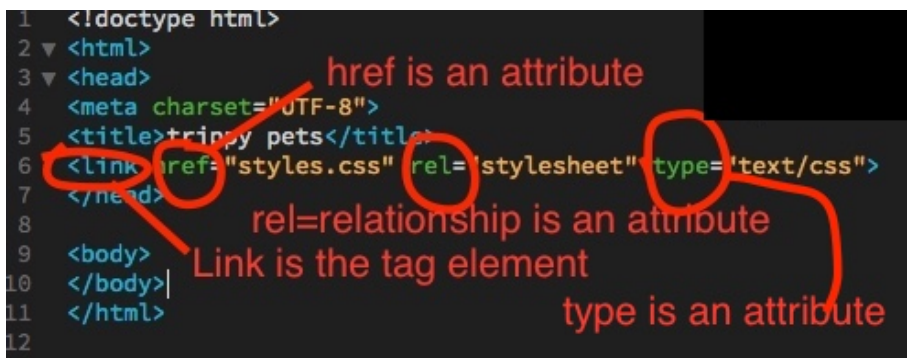 1 <!doctype html>
2 ▼ <html>
3 ▼ <head>
href is an attribute
4 <meta charset="UTF-8">
5 <title>trippy pets</title>
6 <link href="styles.css" rel="stylesheet" type="text/css">
7 </head>
8 rel=relationship is an attribute
9 <body>
Link is the tag element
10 </body>
11 </html>
type is an attribute
12